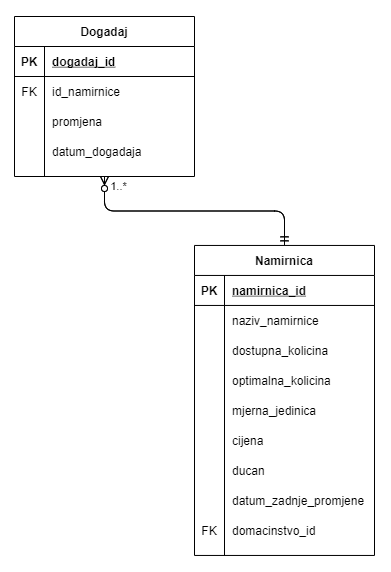 Dogadaj
PK dogadaj_id
FK id_namirnice
promjena
datum_dogadaja
1..*
Namirnica
PK namirnica_id
naziv_namirnice
dostupna_kolicina
optimalna_kolicina
mjerna_jedinica
cijena
ducan
datum_zadnje_promjene
FK domacinstvo_id